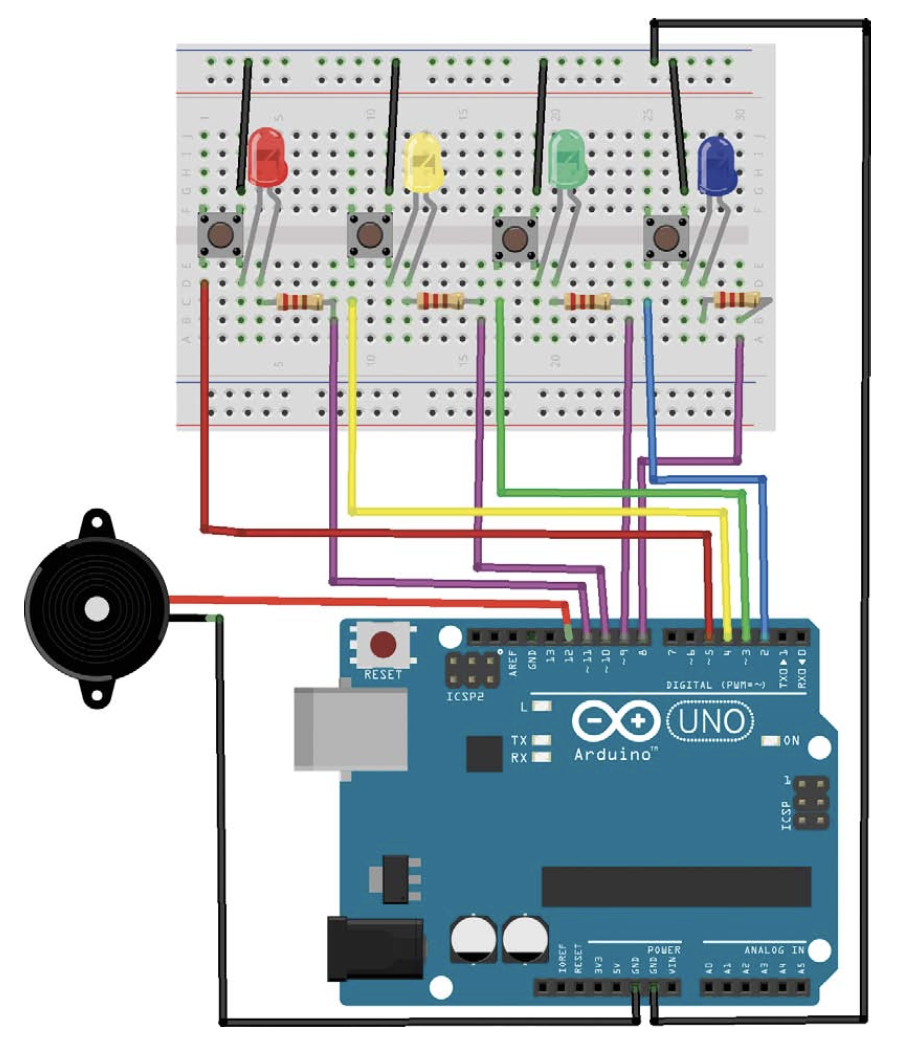 1 5 10 15 20 25 30
J J
I I
H H
G G
F F
E E
D D
C C
B B
A A
5 10 15 20
RESET
AREF
GND
13
12
~11
~10
~9
8
7
~6
~5
4
~3
2
TXD▶1
RXD◀0
ICSP2
DIGITAL (PWM=~)
L
TX
RX
UNO
Arduino™
ON
1
ICSP
POWER
ANALOG IN
IOREF
RESET
3V3
5V
GND
GND
VIN
A0
A1
A2
A3
A4
A5